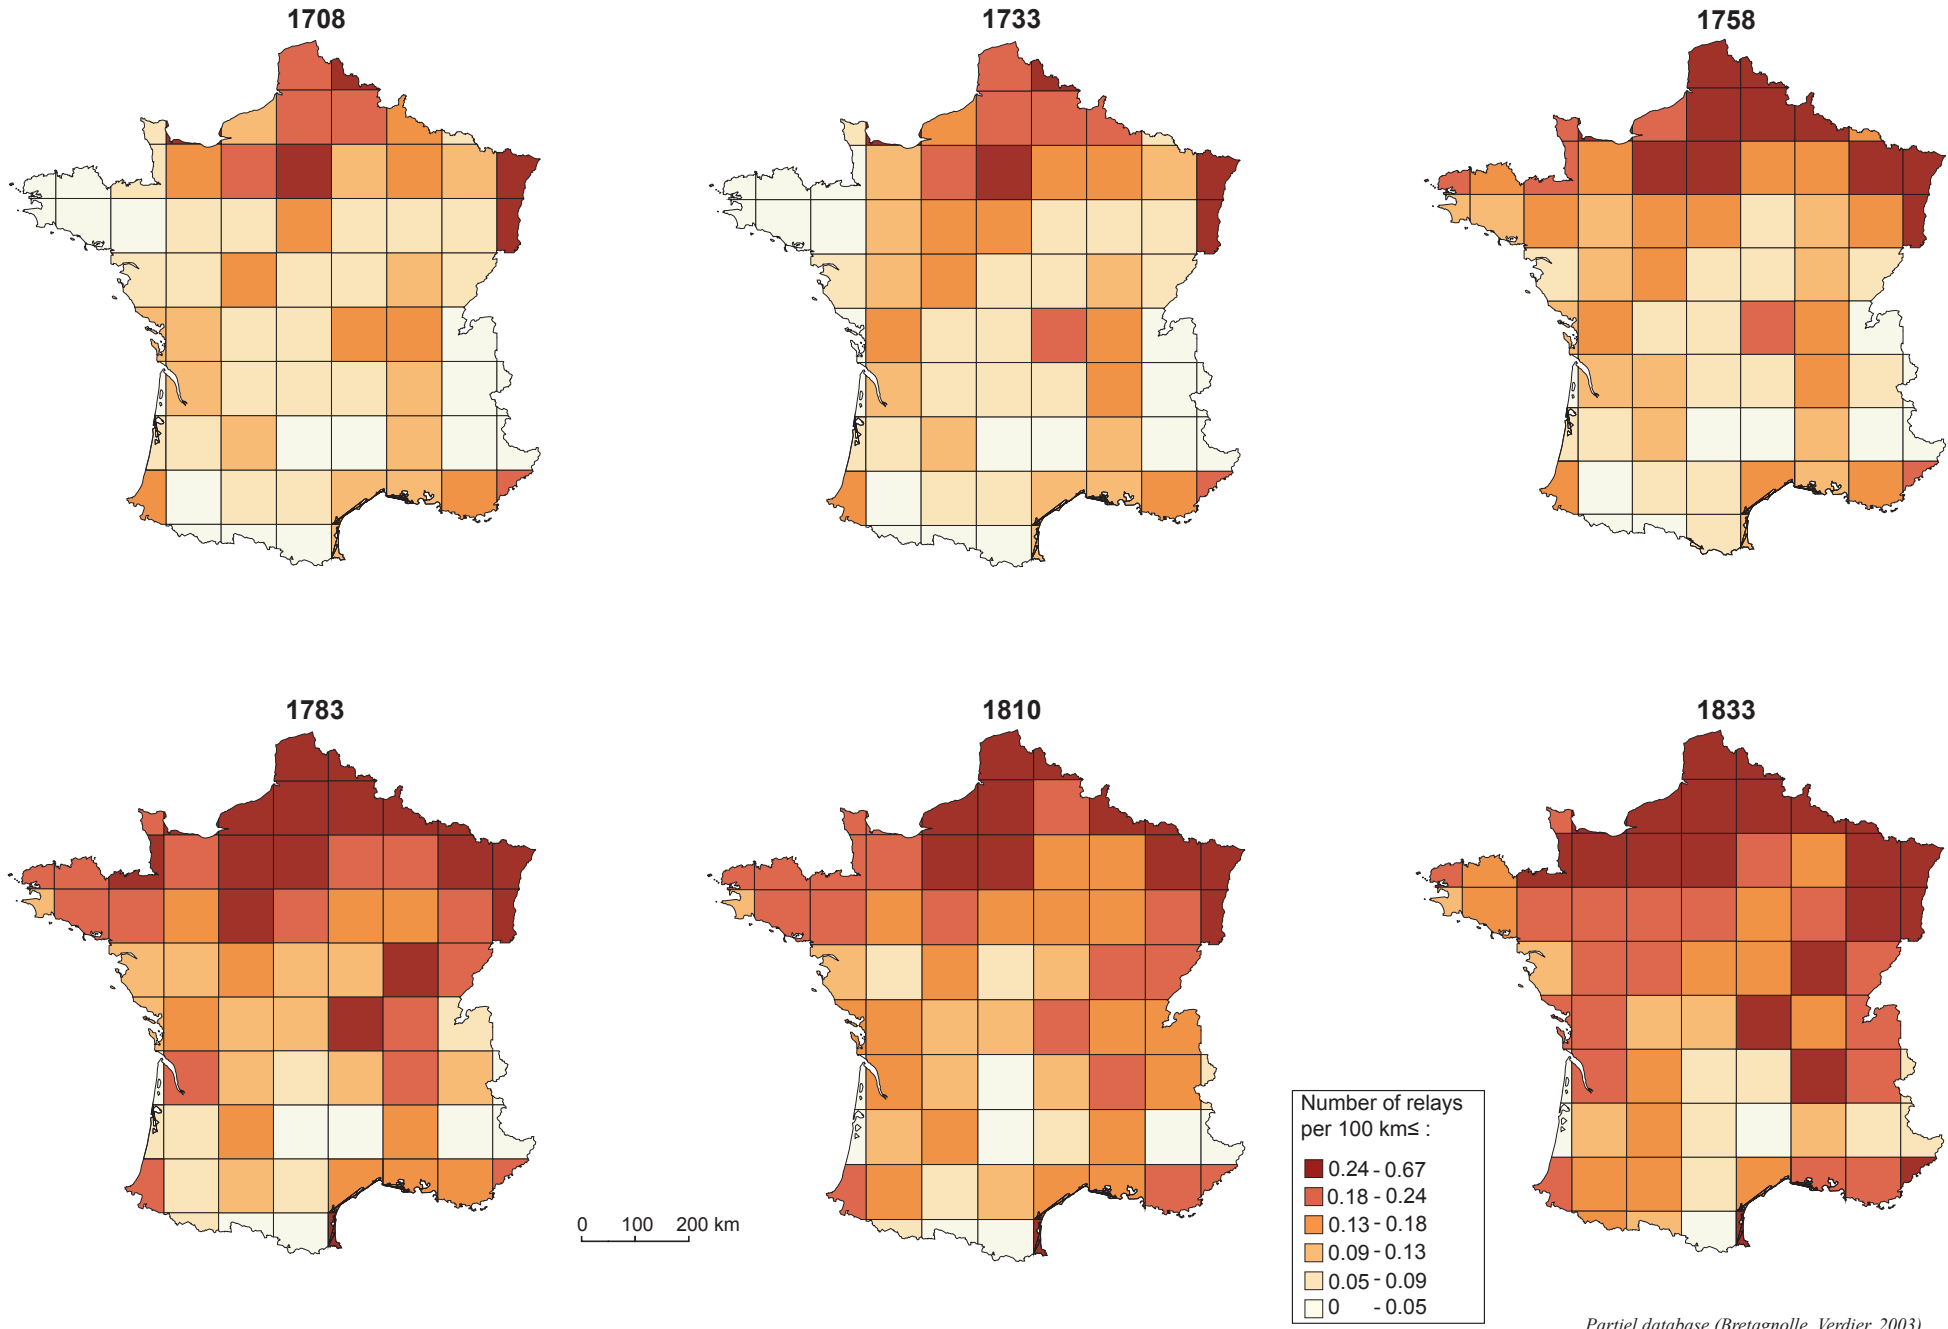 1708
1733
1758
1783
1810
1833
0 100 200 km
Number of relays
per 100 km≤ :
0.24 - 0.67
0.18 - 0.24
0.13 - 0.18
0.09 - 0.13
0.05 - 0.09
0 - 0.05
Partiel database (Bretagnolle, Verdier, 2003)